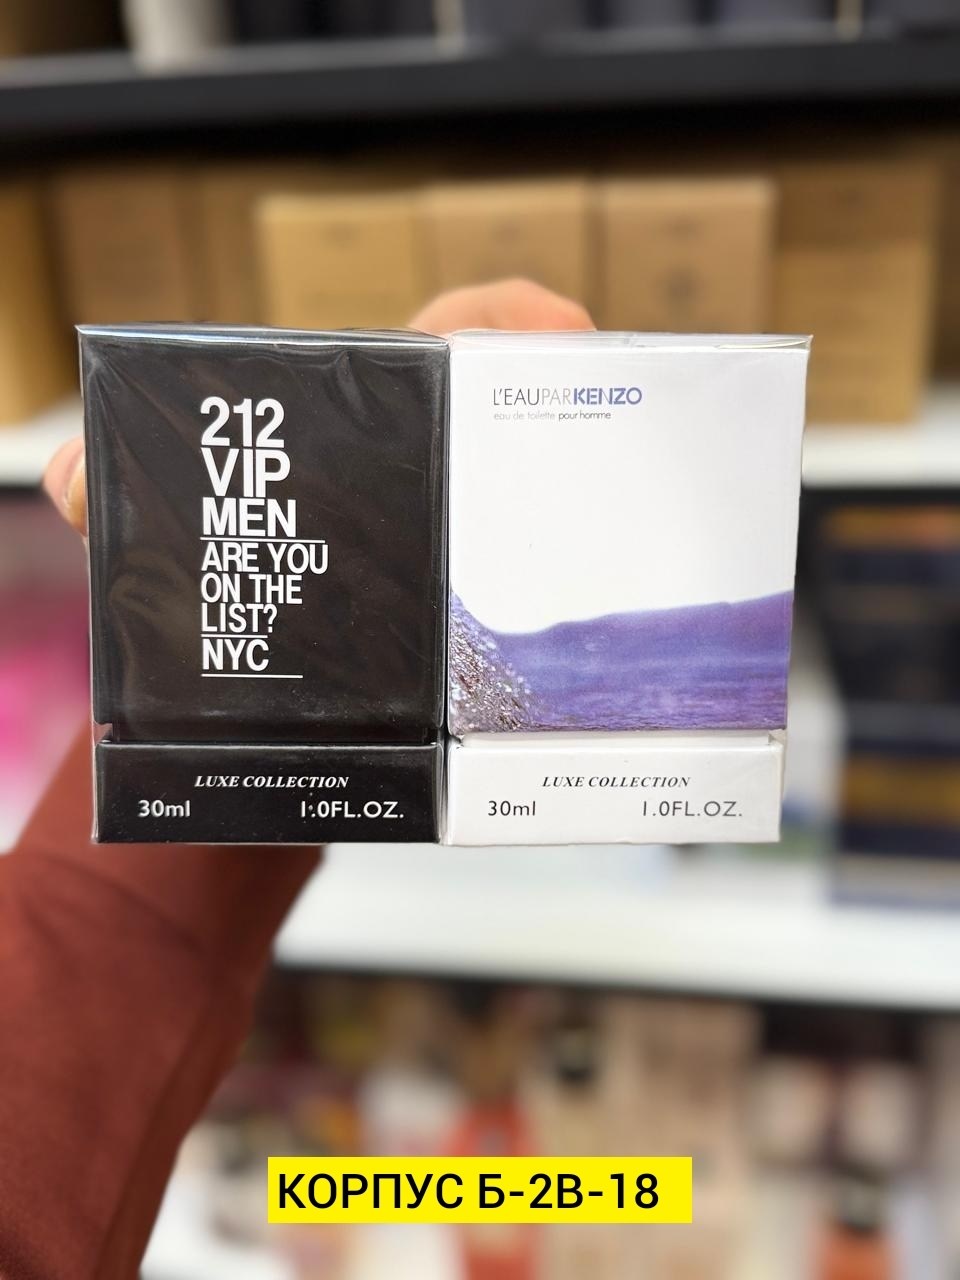 212
VIP
MEN
ARE YOU
ON THE
LIST?
NYC
LUXE COLLECTION
30ml 1.0FL.OZ.
L'EAUPARKENZO
eau de toilette pour homme
LUXE COLLECTION
30ml 1.0FL.OZ.
КОРПУС Б-2В-18